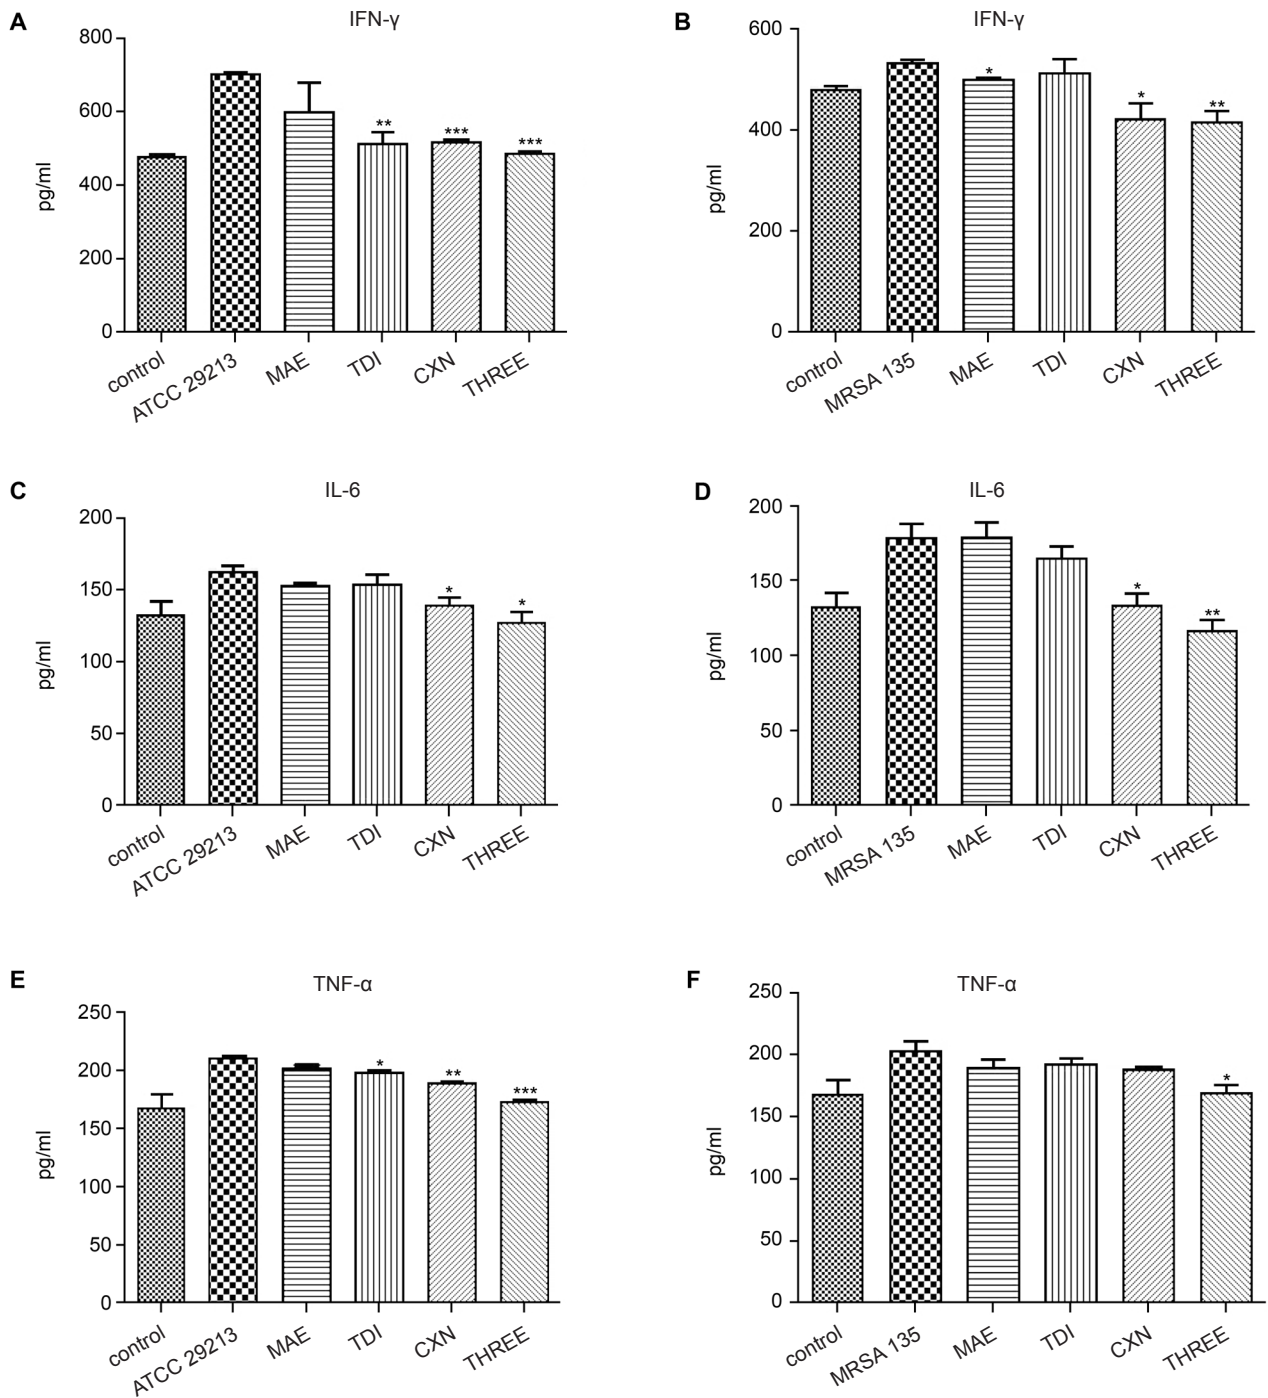 A
IFN-γ
800
600
400
200
0
pg/ml
**
***
***
control
ATCC 29213
MAE
TDI
CXN
THREE
B
IFN-γ
600
400
200
0
pg/ml
*
*
**
control
MRSA 135
MAE
TDI
CXN
THREE
C
IL-6
200
150
100
50
0
pg/ml
*
*
control
ATCC 29213
MAE
TDI
CXN
THREE
D
IL-6
200
150
100
50
0
pg/ml
*
**
control
MRSA 135
MAE
TDI
CXN
THREE
E
TNF-α
250
200
150
100
50
0
pg/ml
*
**
***
control
ATCC 29213
MAE
TDI
CXN
THREE
F
TNF-α
250
200
150
100
50
0
pg/ml
*
control
MRSA 135
MAE
TDI
CXN
THREE